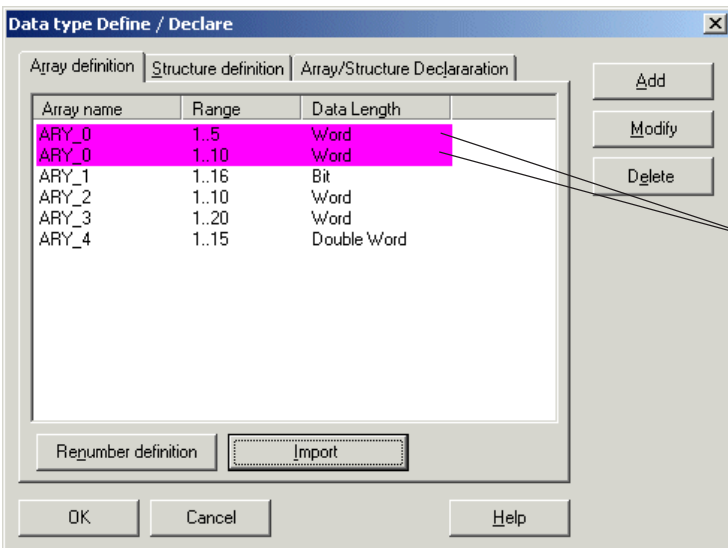 Data type Define / Declare
Array definition Structure definition Array/Structure Declararation
Array name Range Data Length
ARY_0 1..5 Word
ARY_0 1..10 Word
ARY_1 1..16 Bit
ARY_2 1..10 Word
ARY_3 1..20 Word
ARY_4 1..15 Double Word
Add
Modify
Delete
Renumber definition Import
OK Cancel Help